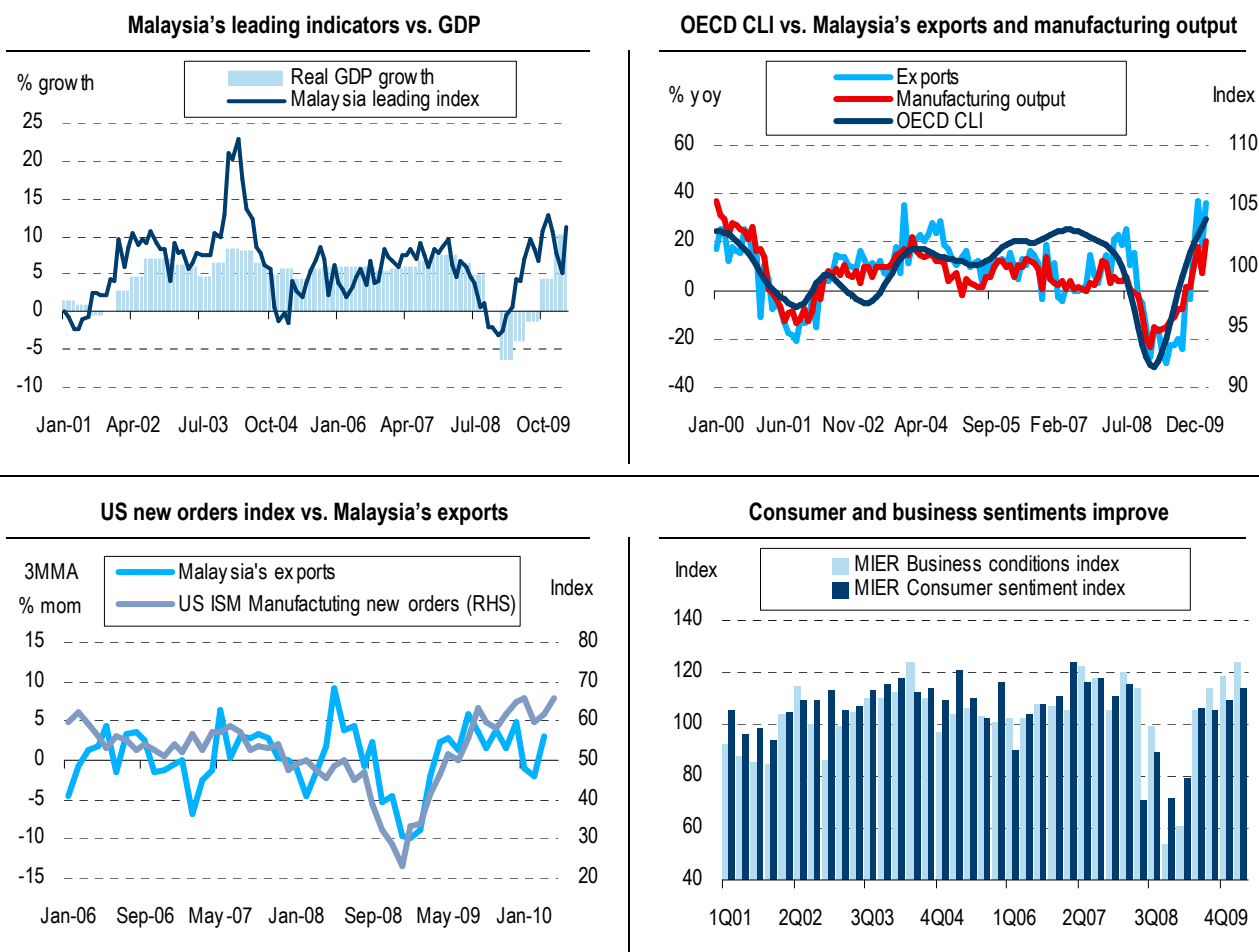 Malaysia's leading indicators vs. GDP
% growth
Real GDP growth
Malaysia leading index
25
20
15
10
5
0
-5
-10
Jan-01 Apr-02 Jul-03 Oct-04 Jan-06 Apr-07 Jul-08 Oct-09
OECD CLI vs. Malaysia's exports and manufacturing output
% yoy
Exports
Manufacturing output
OECD CLI
Index
60
40
20
0
-20
-40
110
105
100
95
90
Jan-00 Jun-01 Nov-02 Apr-04 Sep-05 Feb-07 Jul-08 Dec-09
US new orders index vs. Malaysia's exports
3MMA
% mom
Malaysia's exports
US ISM Manufactuting new orders (RHS)
Index
15
10
5
0
-5
-10
-15
80
70
60
50
40
30
20
Jan-06 Sep-06 May-07 Jan-08 Sep-08 May-09 Jan-10
Consumer and business sentiments improve
Index
MIER Business conditions index
MIER Consumer sentiment index
140
120
100
80
60
40
1Q01 2Q02 3Q03 4Q04 1Q06 2Q07 3Q08 4Q09